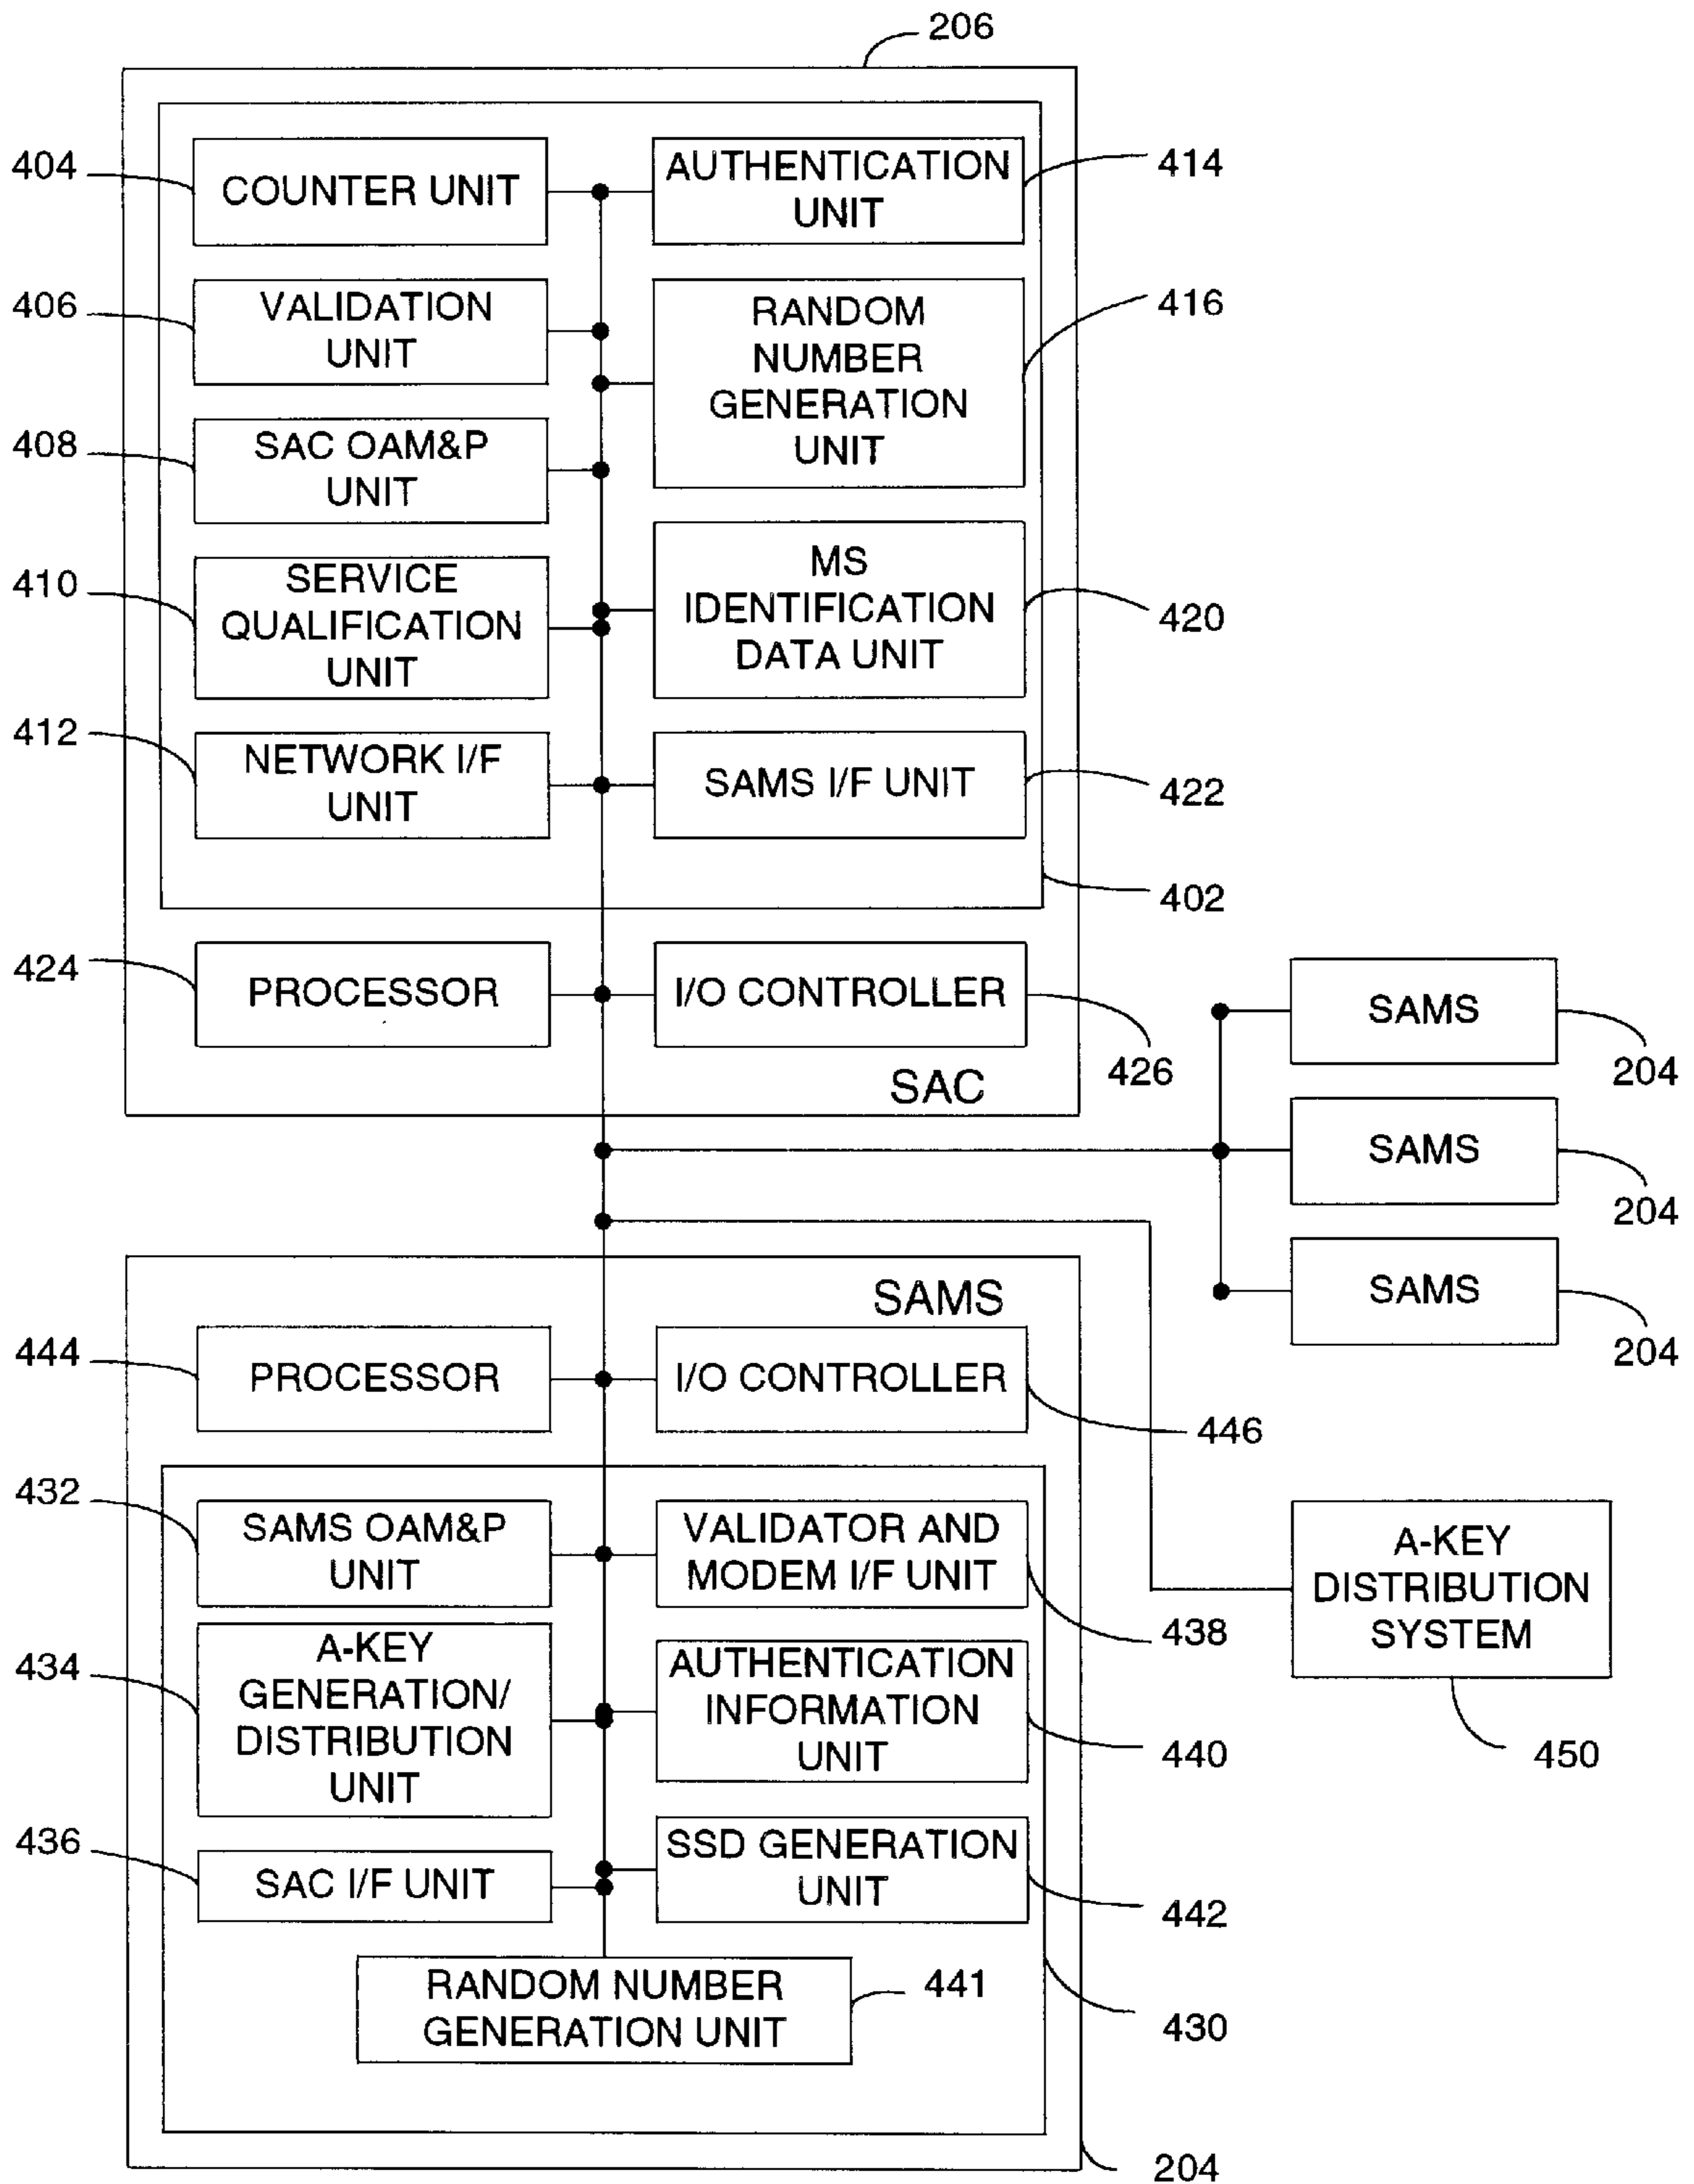 206
404
COUNTER UNIT
AUTHENTICATION
UNIT
414
406
VALIDATION
UNIT
RANDOM
NUMBER
GENERATION
UNIT
416
408
SAC OAM&P
UNIT
410
SERVICE
QUALIFICATION
UNIT
MS
IDENTIFICATION
DATA UNIT
420
412
NETWORK I/F
UNIT
SAMS I/F UNIT
422
402
424
PROCESSOR
I/O CONTROLLER
426
SAC
SAMS
204
SAMS
204
SAMS
204
SAMS
444
PROCESSOR
I/O CONTROLLER
446
432
SAMS OAM&P
UNIT
VALIDATOR AND
MODEM I/F UNIT
438
A-KEY
DISTRIBUTION
SYSTEM
450
434
A-KEY
GENERATION/
DISTRIBUTION
UNIT
AUTHENTICATION
INFORMATION
UNIT
440
436
SAC I/F UNIT
SSD GENERATION
UNIT
442
RANDOM NUMBER
GENERATION UNIT
441
430
204